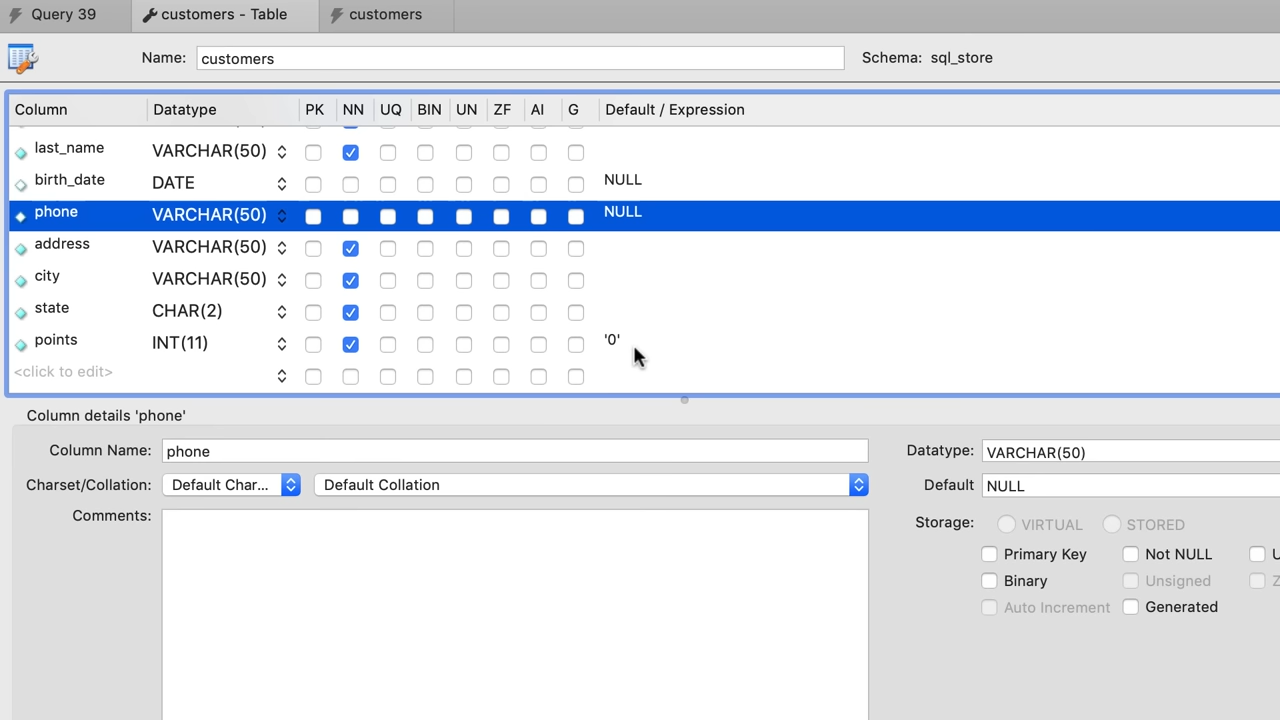 Query 39 customers - Table customers
Name: customers Schema: sql_store
Column Datatype PK NN UQ BIN UN ZF AI G Default / Expression
last_name VARCHAR(50)
birth_date DATE NULL
phone VARCHAR(50) NULL
address VARCHAR(50)
city VARCHAR(50)
state CHAR(2)
points INT(11) '0'
<click to edit>
Column details 'phone'
Column Name: phone Datatype: VARCHAR(50)
Charset/Collation: Default Char... Default Collation Default NULL
Comments: Storage: VIRTUAL STORED
Primary Key Not NULL U
Binary Unsigned Z
Auto Increment Generated